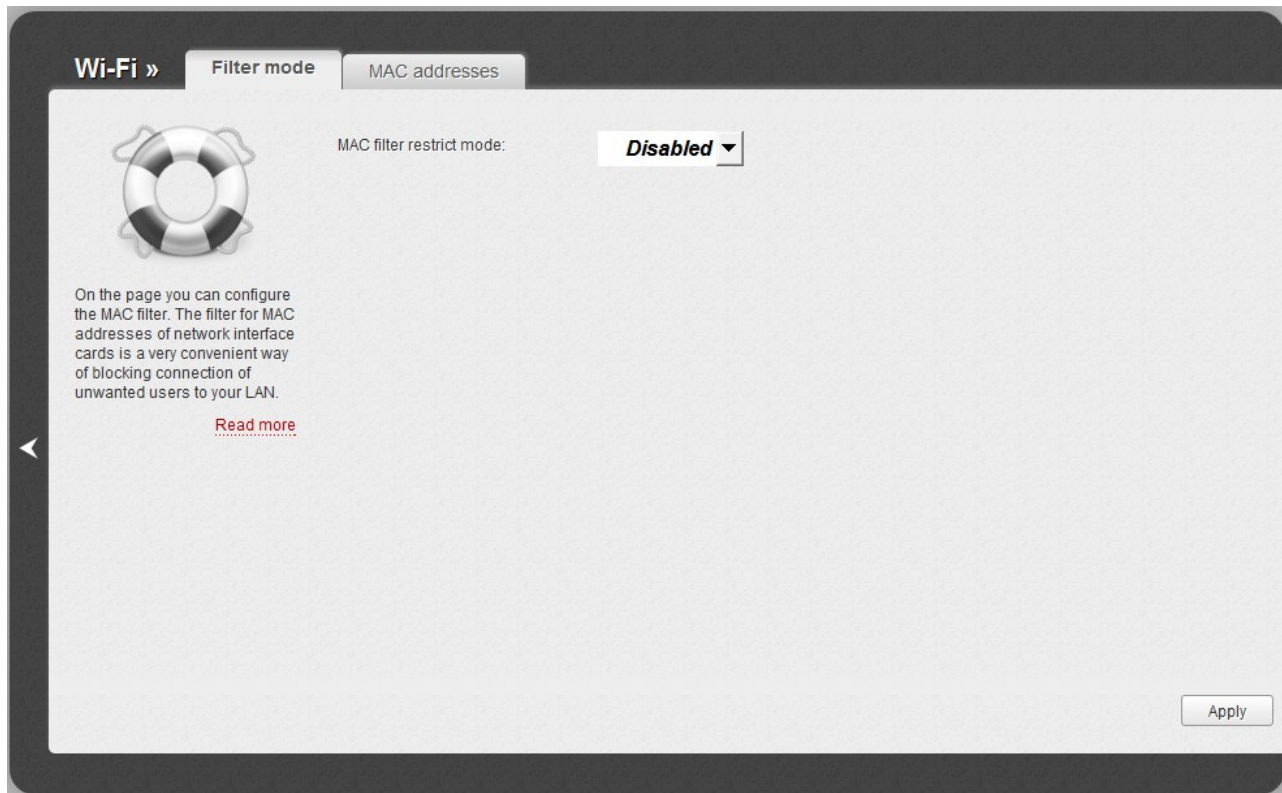 Wi-Fi » Filter mode MAC addresses
MAC filter restrict mode: Disabled
On the page you can configure
the MAC filter. The filter for MAC
addresses of network interface
cards is a very convenient way
of blocking connection of
unwanted users to your LAN.
Read more
Apply